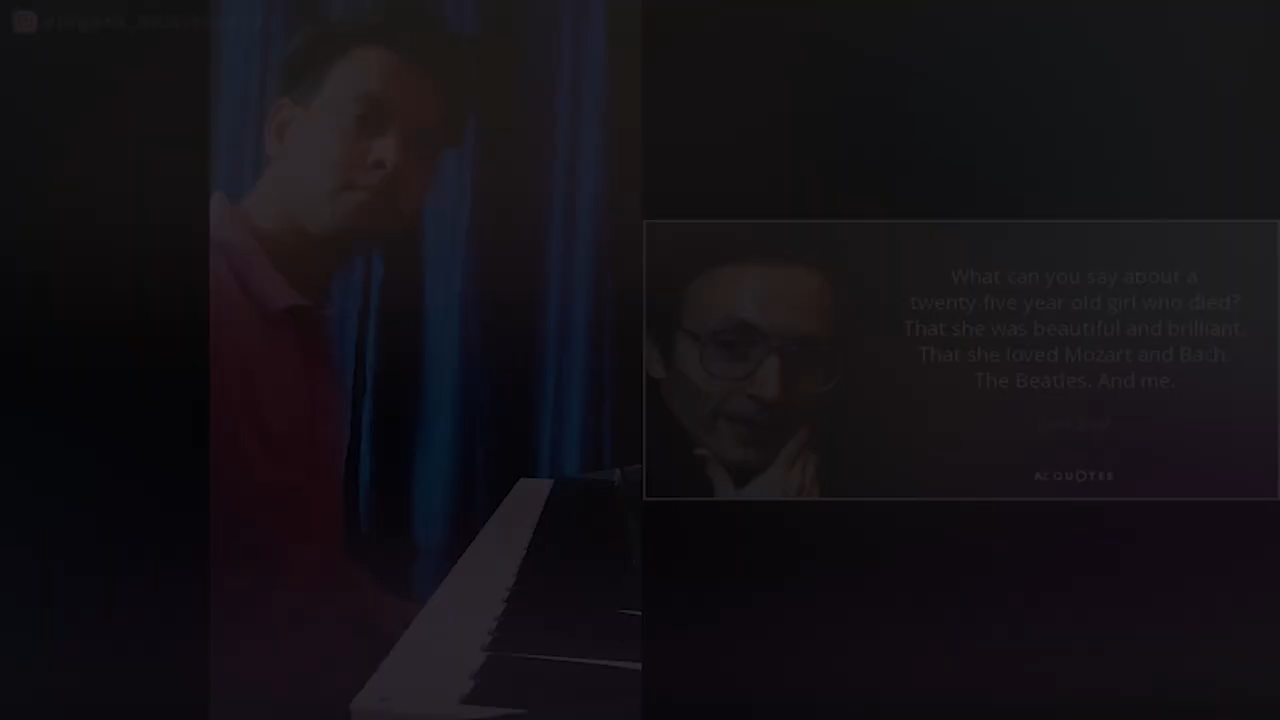 What can you say about a
twenty-five year old girl who died?
That she was beautiful and brilliant.
That she loved Mozart and Bach.
The Beatles. And me.
AZQUOTES